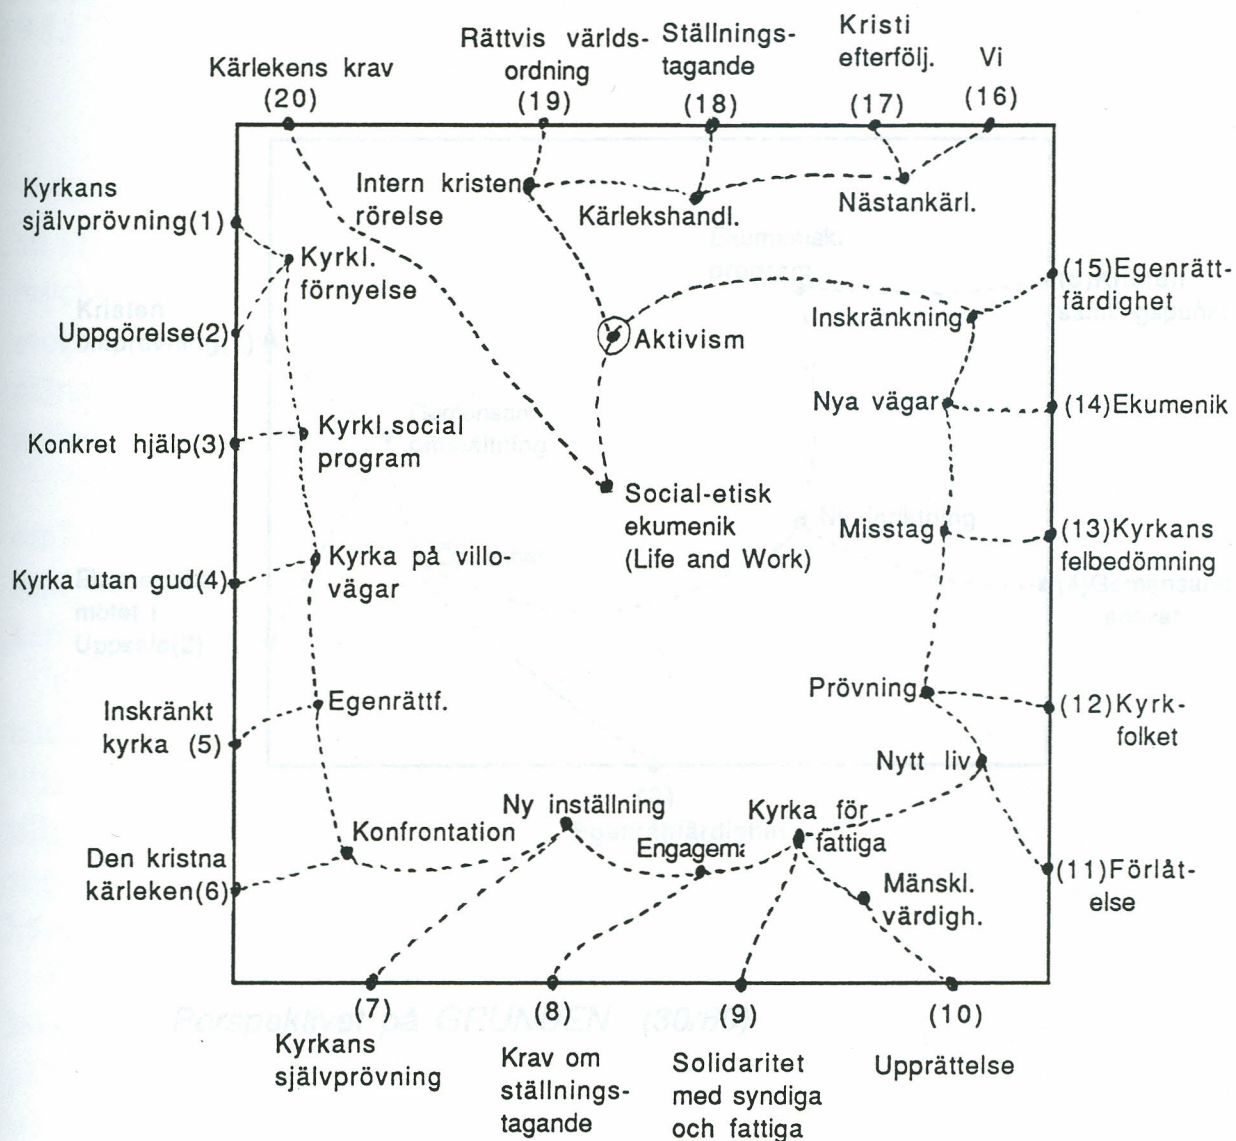 Kärlekens krav
(20)
Rättvis världs-
ordning
(19)
Ställnings-
tagande
(18)
Kristi
efterfölj.
(17)
Vi
(16)
Kyrkans
självprövning(1)
Uppgörelse(2)
Konkret hjälp(3)
Kyrka utan gud(4)
Inskränkt
kyrka (5)
Den kristna
kärleken(6)
Intern kristen
rörelse
Kärlekshandl.
Nästankärl.
Kyrkl.
förnyelse
Aktivism
Inskränkning
Nya vägar
Kyrkl.social
program
Social-etisk
ekumenik
(Life and Work)
Misstag
Kyrka på villo-
vägar
Egenrättf.
Prövning
Nytt liv
Konfrontation
Ny inställning
Engagem
Kyrka för
fattiga
Mänskl.
värdigh.
(15)Egenrätt-
färdighet
(14)Ekumenik
(13)Kyrkans
felbedömning
(12)Kyrk-
folket
(11)Förlåt-
else
(7)
Kyrkans
självprövning
(8)
Krav om
ställnings-
tagande
(9)
Solidaritet
med syndiga
och fattiga
(10)
Upprättelse
Perspektivet på GRUNDEN